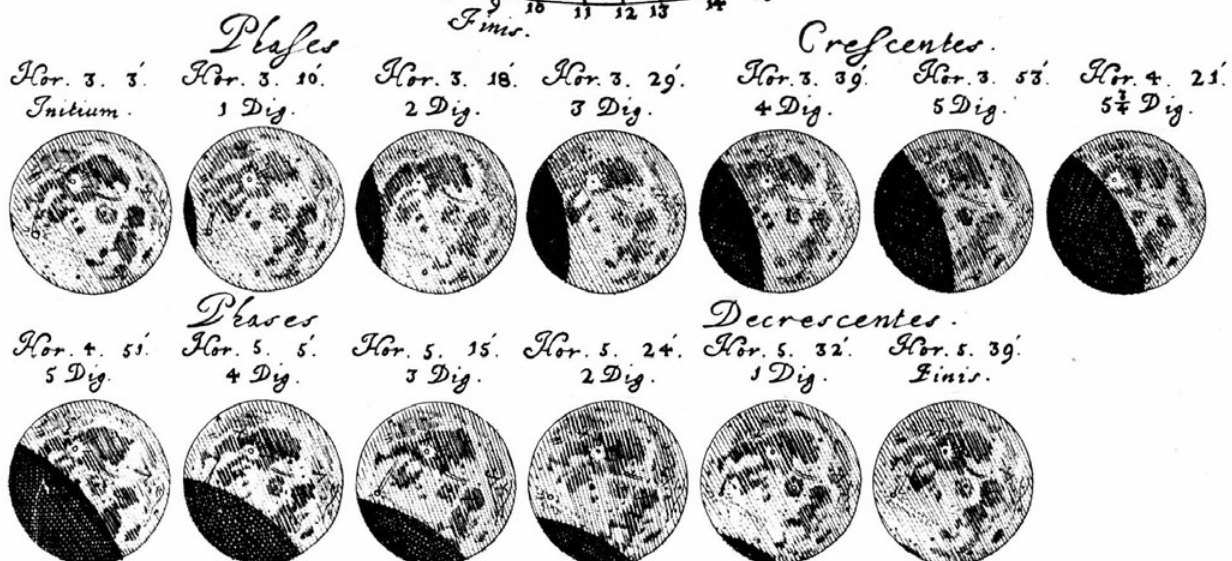 9 10 11 12 13 14
Finis.
Phases Crescentes.
Hor. 3. 3'. Hor. 3. 10'. Hor. 3. 18'. Hor. 3. 29'. Hor. 3. 39'. Hor. 3. 53'. Hor. 4. 21'.
Initium. 1 Dig. 2 Dig. 3 Dig. 4 Dig. 5 Dig. 5¾ Dig.
Phases Decrescentes.
Hor. 4. 51'. Hor. 5. 5'. Hor. 5. 15'. Hor. 5. 24'. Hor. 5. 32'. Hor. 5. 39'.
5 Dig. 4 Dig. 3 Dig. 2 Dig. 1 Dig. Finis.